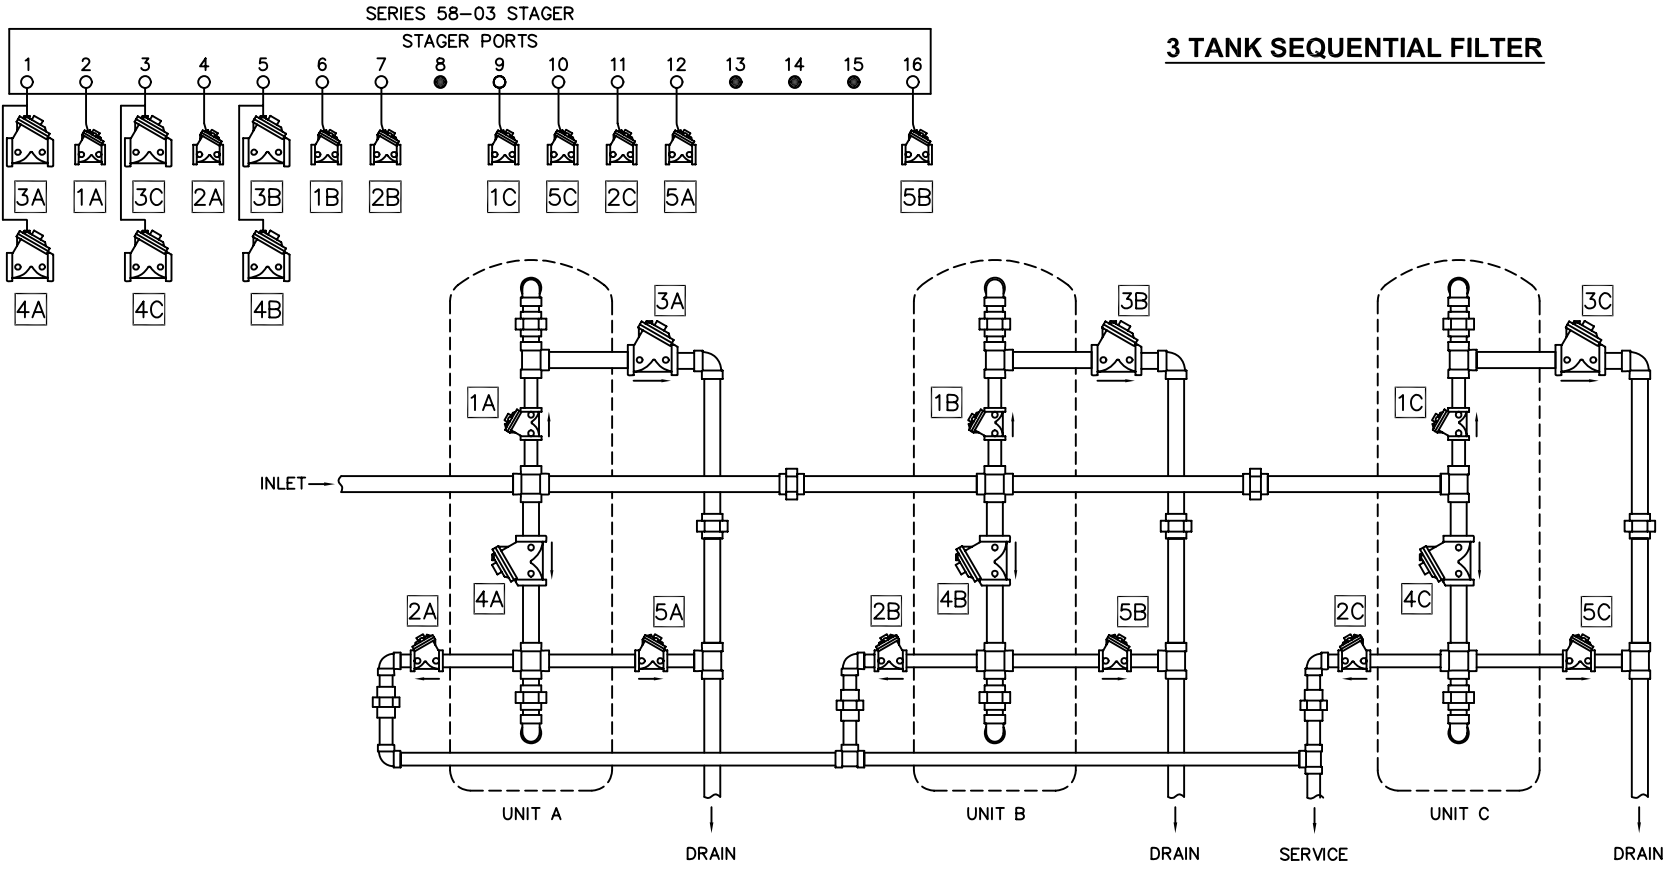 SERIES 58-03 STAGER
3 TANK SEQUENTIAL FILTER
STAGER PORTS
1 2 3 4 5 6 7 8 9 10 11 12 13 14 15 16
3A 1A 3C 2A 3B 1B 2B 1C 5C 2C 5A 5B
4A 4C 4B
3A 3B 3C
1A 1B 1C
INLET
4A 4B 4C
2A 5A 2B 5B 2C 5C
UNIT A UNIT B UNIT C
DRAIN DRAIN SERVICE DRAIN